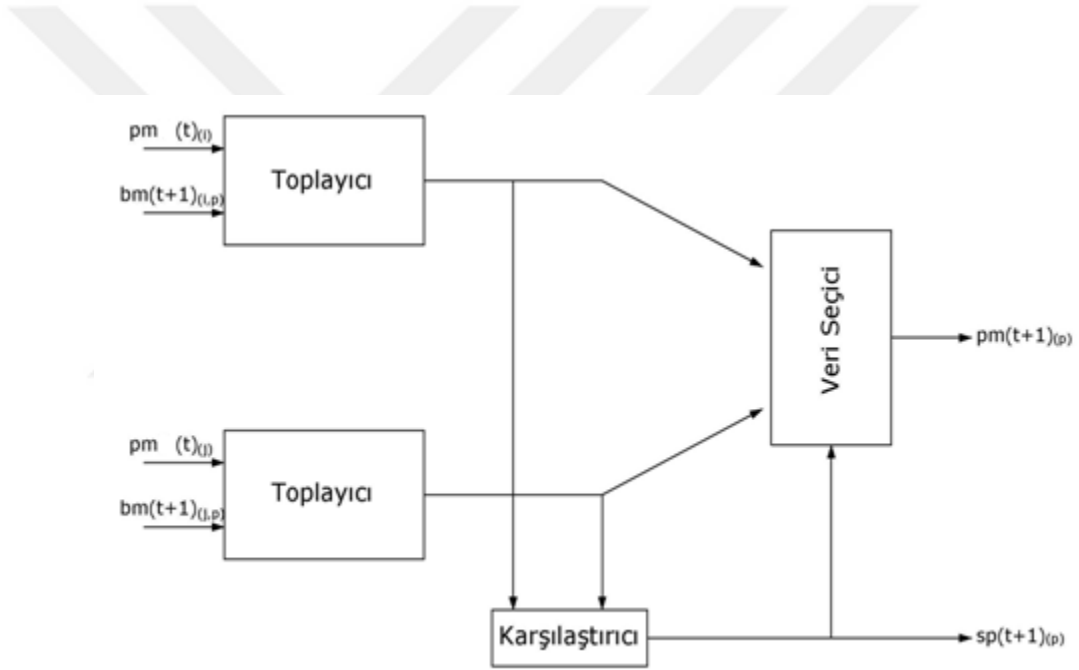 pm (t)(i)
Toplayıcı
bm(t+1)(i,p)
Veri Seçici
pm(t+1)(p)
pm (t)(j)
Toplayıcı
bm(t+1)(j,p)
Karşılaştırıcı
sp(t+1)(p)